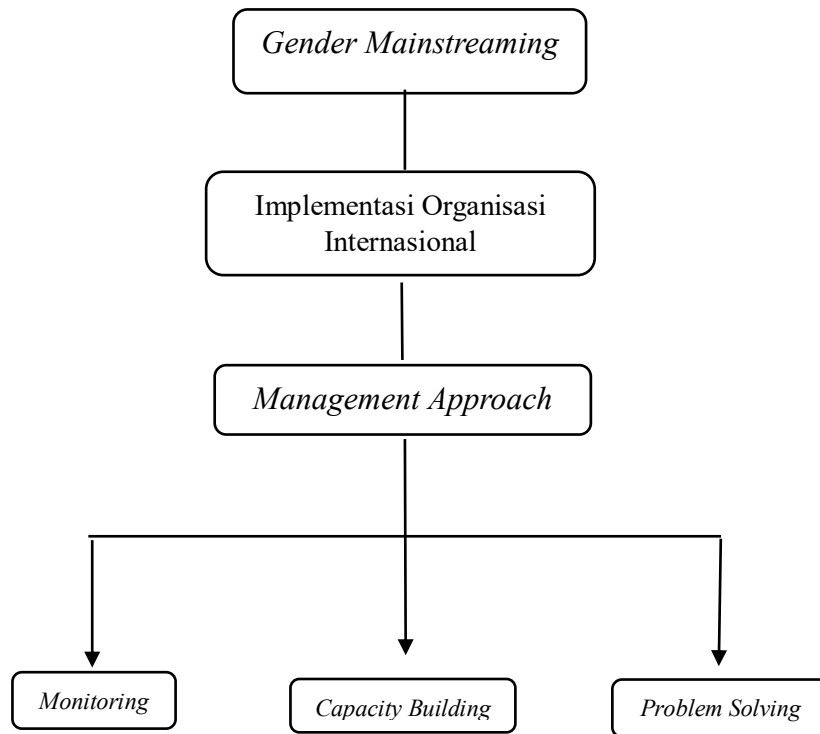 Gender Mainstreaming
Implementasi Organisasi
Internasional
Management Approach
Monitoring
Capacity Building
Problem Solving